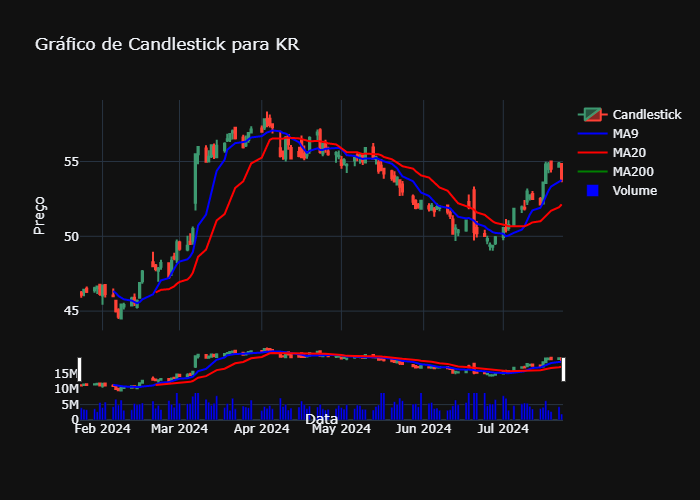 Gráfico de Candlestick para KR
Candlestick
MA9
MA20
MA200
Volume
Preço
55
50
45
15M
10M
5M
0
Data
Feb 2024
Mar 2024
Apr 2024
May 2024
Jun 2024
Jul 2024